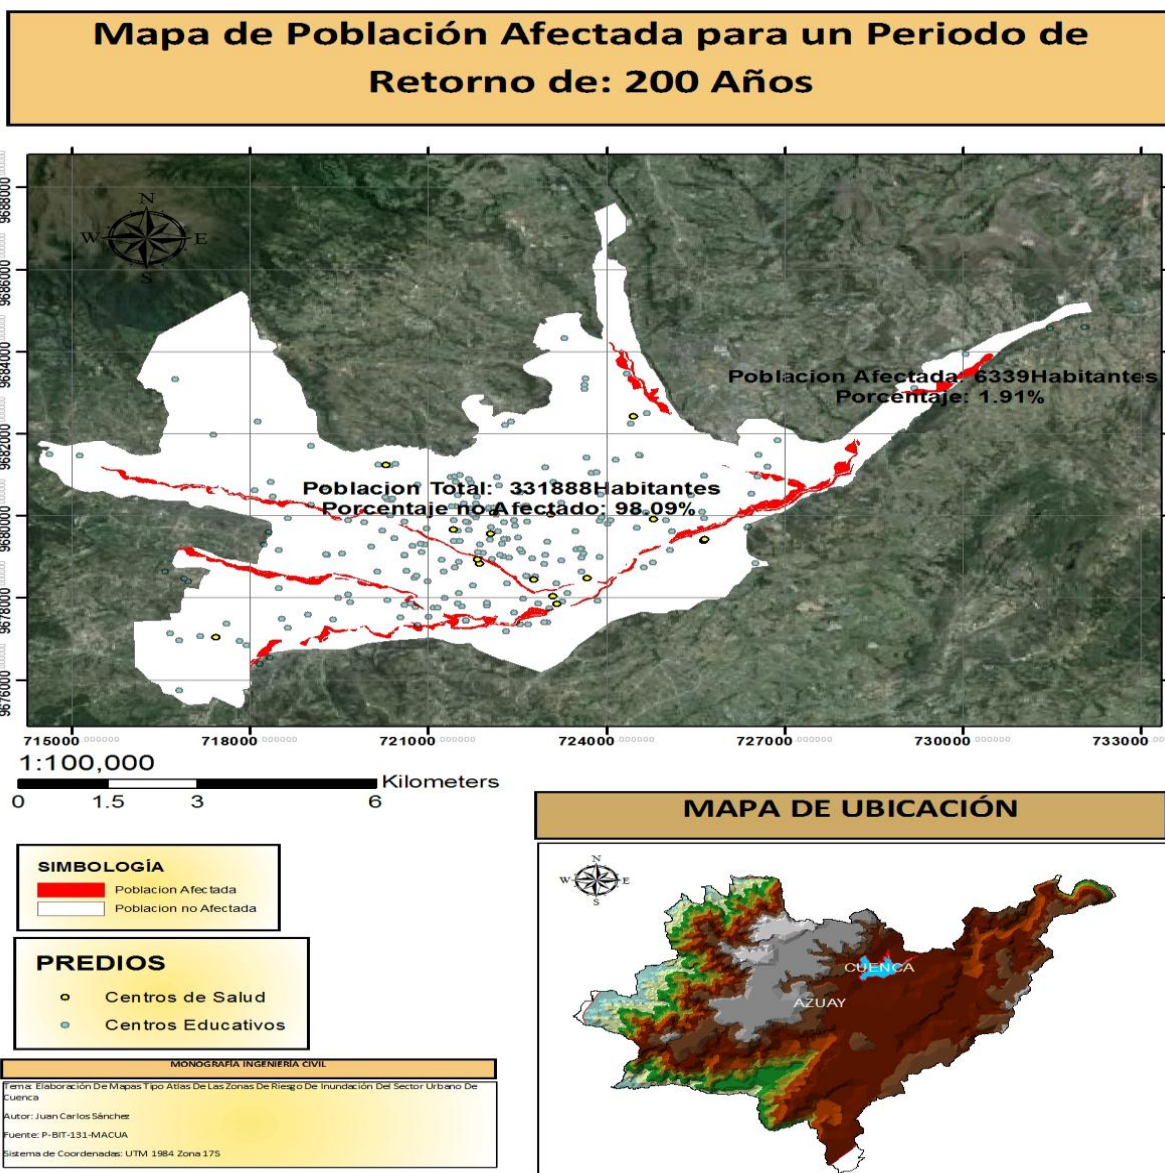 Mapa de Población Afectada para un Periodo de
Retorno de: 200 Años
N
W E
S
9688000
9686000
9684000
9682000
9680000
9678000
9676000
Poblacion Afectada: 6339Habitantes
Porcentaje: 1.91%
Poblacion Total: 331888Habitantes
Porcentaje no Afectado: 98.09%
715000 718000 721000 724000 727000 730000 733000
1:100,000
Kilometers
0 1.5 3 6
SIMBOLOGÍA
Poblacion Afectada
Poblacion no Afectada
PREDIOS
Centros de Salud
Centros Educativos
MONOGRAFÍA INGENIERÍA CIVIL
Tema: Elaboración De Mapas Tipo Atlas De Las Zonas De Riesgo De Inundación Del Sector Urbano De
Cuenca
Autor: Juan Carlos Sánchez
Fuente: P-BIT-131-MACUA
Sistema de Coordenadas: UTM 1984 Zona 17S
MAPA DE UBICACIÓN
N
W E
S
CUENCA
AZUAY